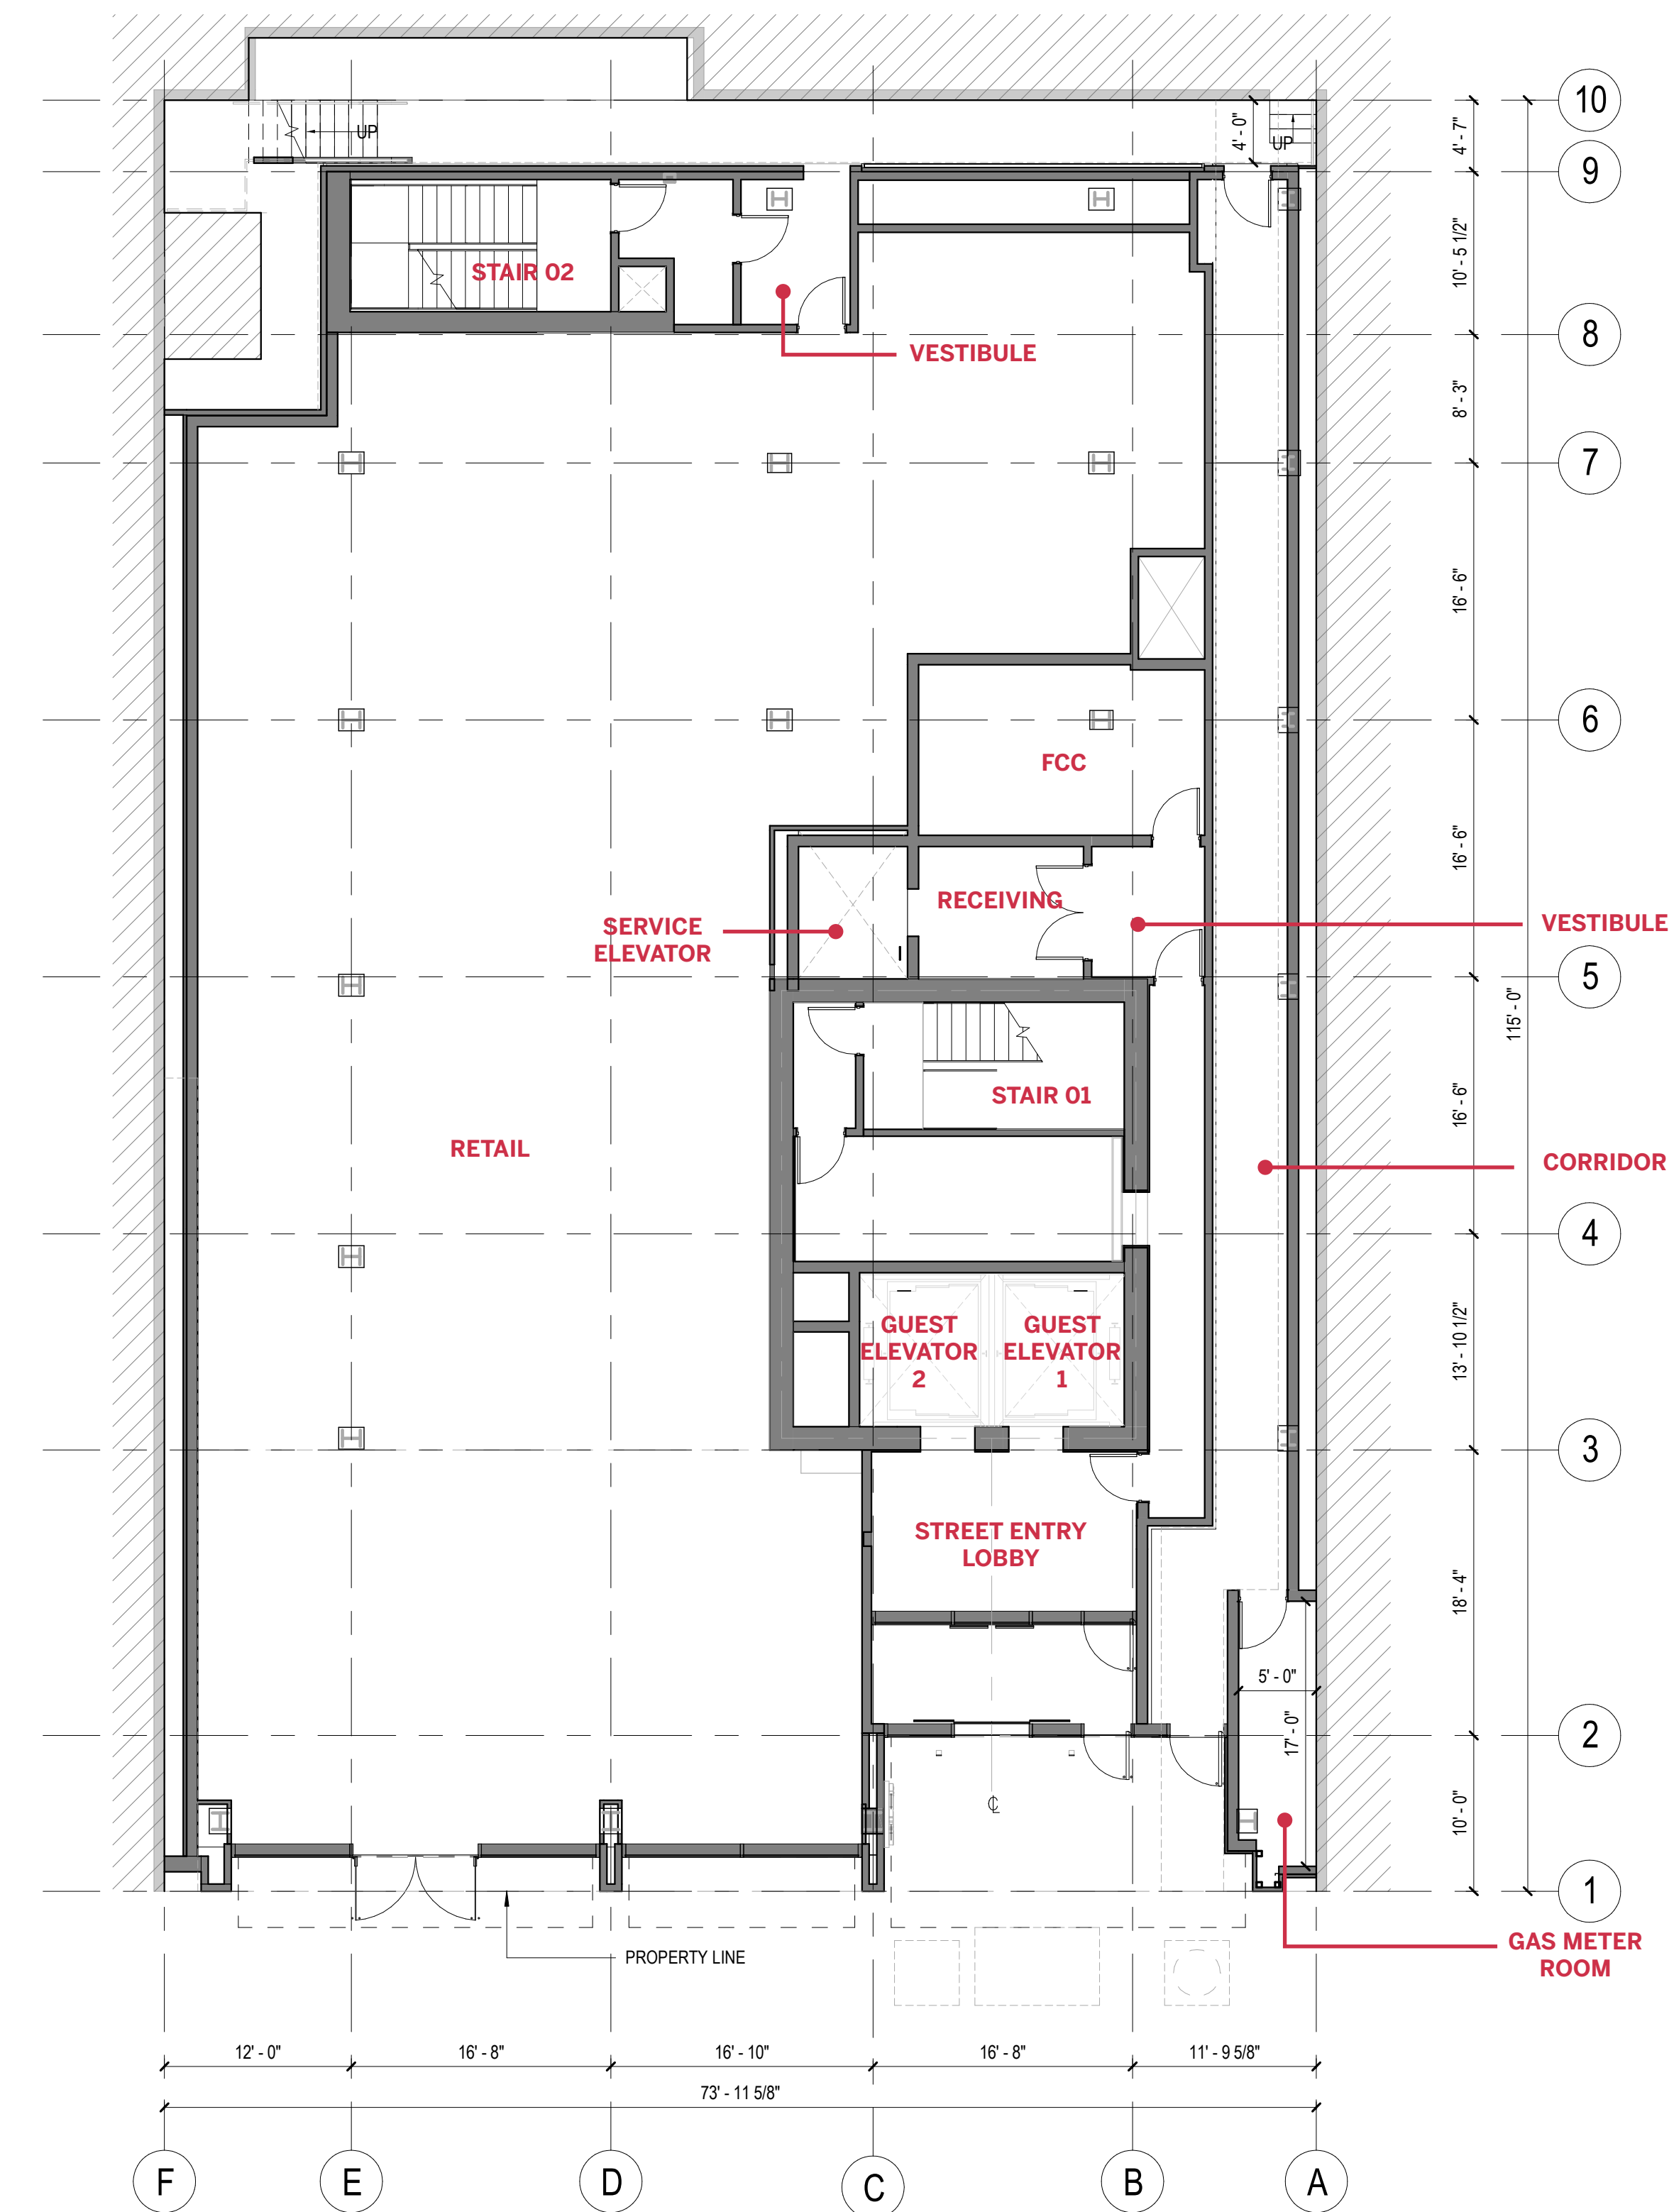 10
UP
4' - 0"
UP
4' - 7"
9
STAIR 02
10' - 5 1/2"
8
VESTIBULE
8' - 3"
7
16' - 6"
6
FCC
16' - 6"
RECEIVING
SERVICE
ELEVATOR
VESTIBULE
5
115' - 0"
STAIR 01
16' - 6"
RETAIL
CORRIDOR
4
GUEST
ELEVATOR
2
GUEST
ELEVATOR
1
13' - 10 1/2"
3
STREET ENTRY
LOBBY
18' - 4"
5' - 0"
17' - 0"
2
℄
10' - 0"
1
PROPERTY LINE
GAS METER
ROOM
12' - 0"
16' - 8"
16' - 10"
16' - 8"
11' - 9 5/8"
73' - 11 5/8"
F
E
D
C
B
A